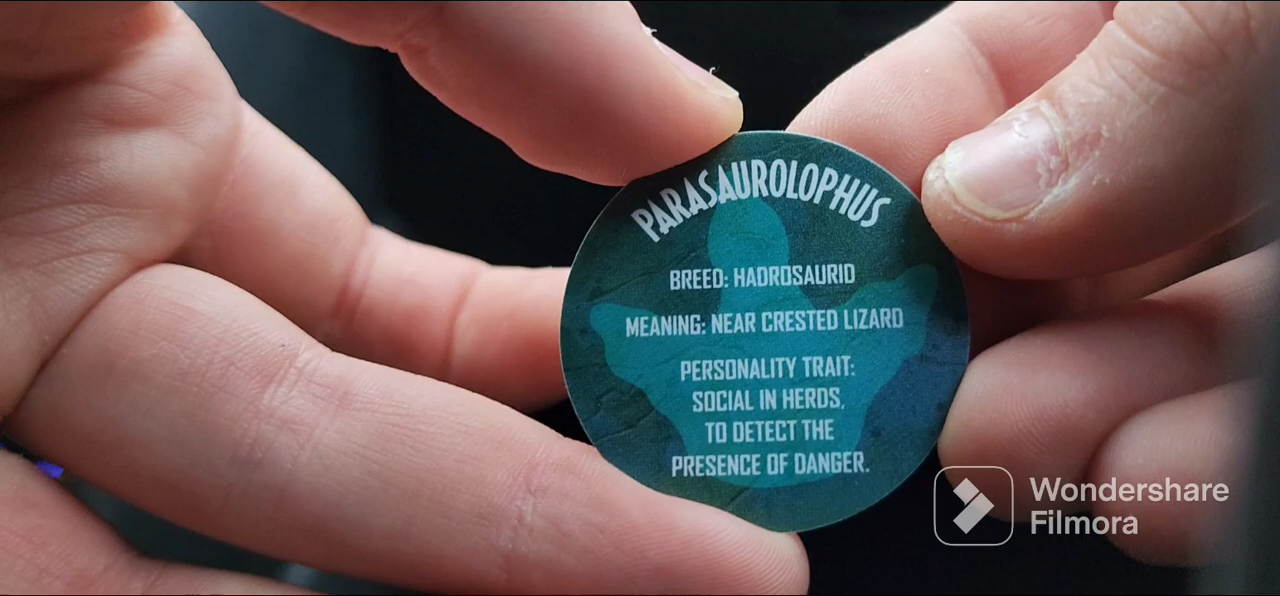 PARASAUROLOPHUS
BREED: HADROSAURID
MEANING: NEAR CRESTED LIZARD
PERSONALITY TRAIT:
SOCIAL IN HERDS,
TO DETECT THE
PRESENCE OF DANGER.
Wondershare
Filmora